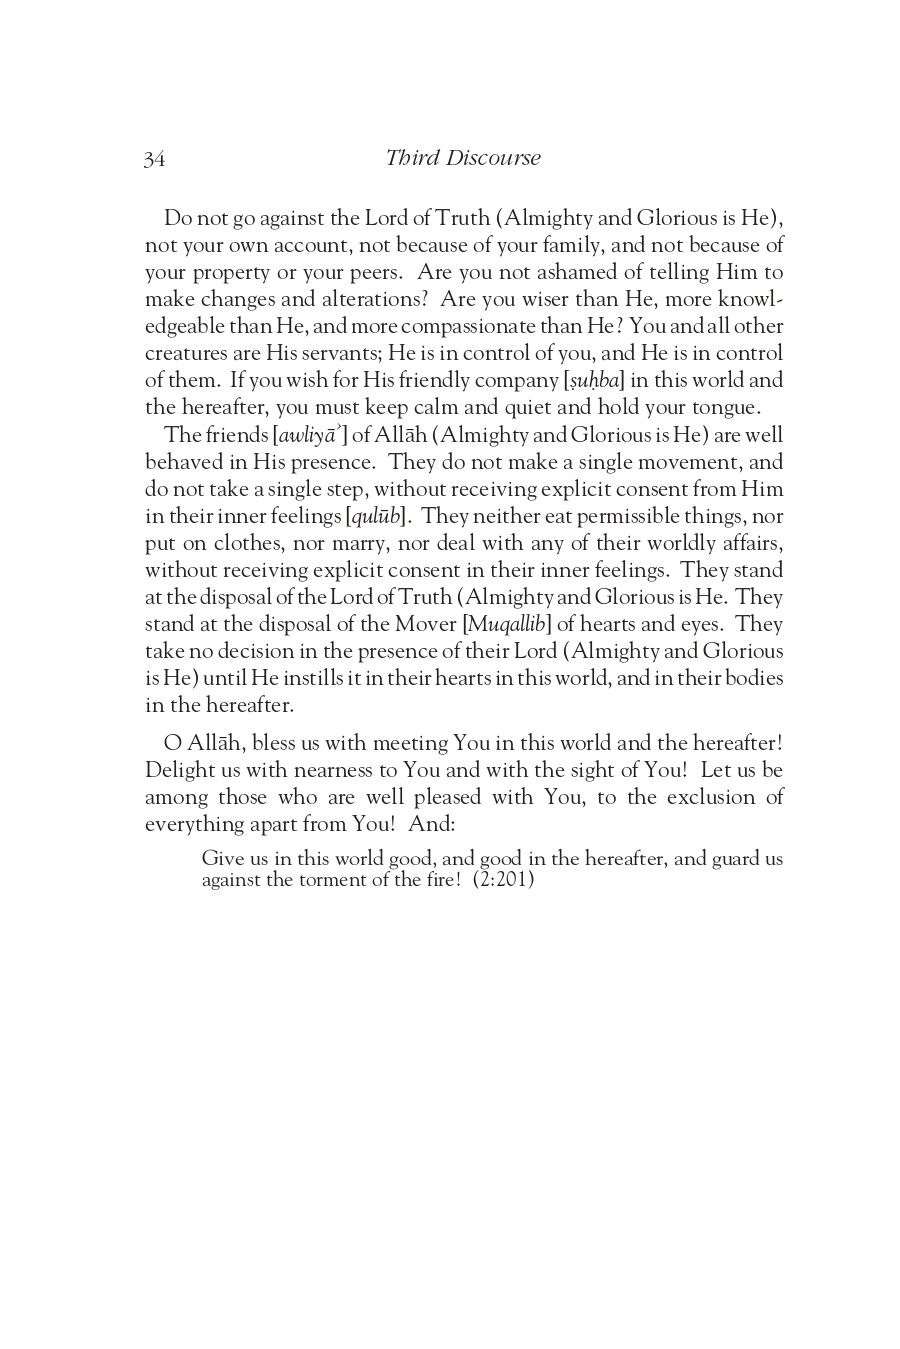 34 Third Discourse
Do not go against the Lord of Truth (Almighty and Glorious is He),
not your own account, not because of your family, and not because of
your property or your peers. Are you not ashamed of telling Him to
make changes and alterations? Are you wiser than He, more knowl-
edgeable than He, and more compassionate than He? You and all other
creatures are His servants; He is in control of you, and He is in control
of them. If you wish for His friendly company [ṣuḥba] in this world and
the hereafter, you must keep calm and quiet and hold your tongue.
The friends [awliyāʾ] of Allāh (Almighty and Glorious is He) are well
behaved in His presence. They do not make a single movement, and
do not take a single step, without receiving explicit consent from Him
in their inner feelings [qulūb]. They neither eat permissible things, nor
put on clothes, nor marry, nor deal with any of their worldly affairs,
without receiving explicit consent in their inner feelings. They stand
at the disposal of the Lord of Truth (Almighty and Glorious is He. They
stand at the disposal of the Mover [Muqallib] of hearts and eyes. They
take no decision in the presence of their Lord (Almighty and Glorious
is He) until He instills it in their hearts in this world, and in their bodies
in the hereafter.
O Allāh, bless us with meeting You in this world and the hereafter!
Delight us with nearness to You and with the sight of You! Let us be
among those who are well pleased with You, to the exclusion of
everything apart from You! And:
Give us in this world good, and good in the hereafter, and guard us
against the torment of the fire! (2:201)